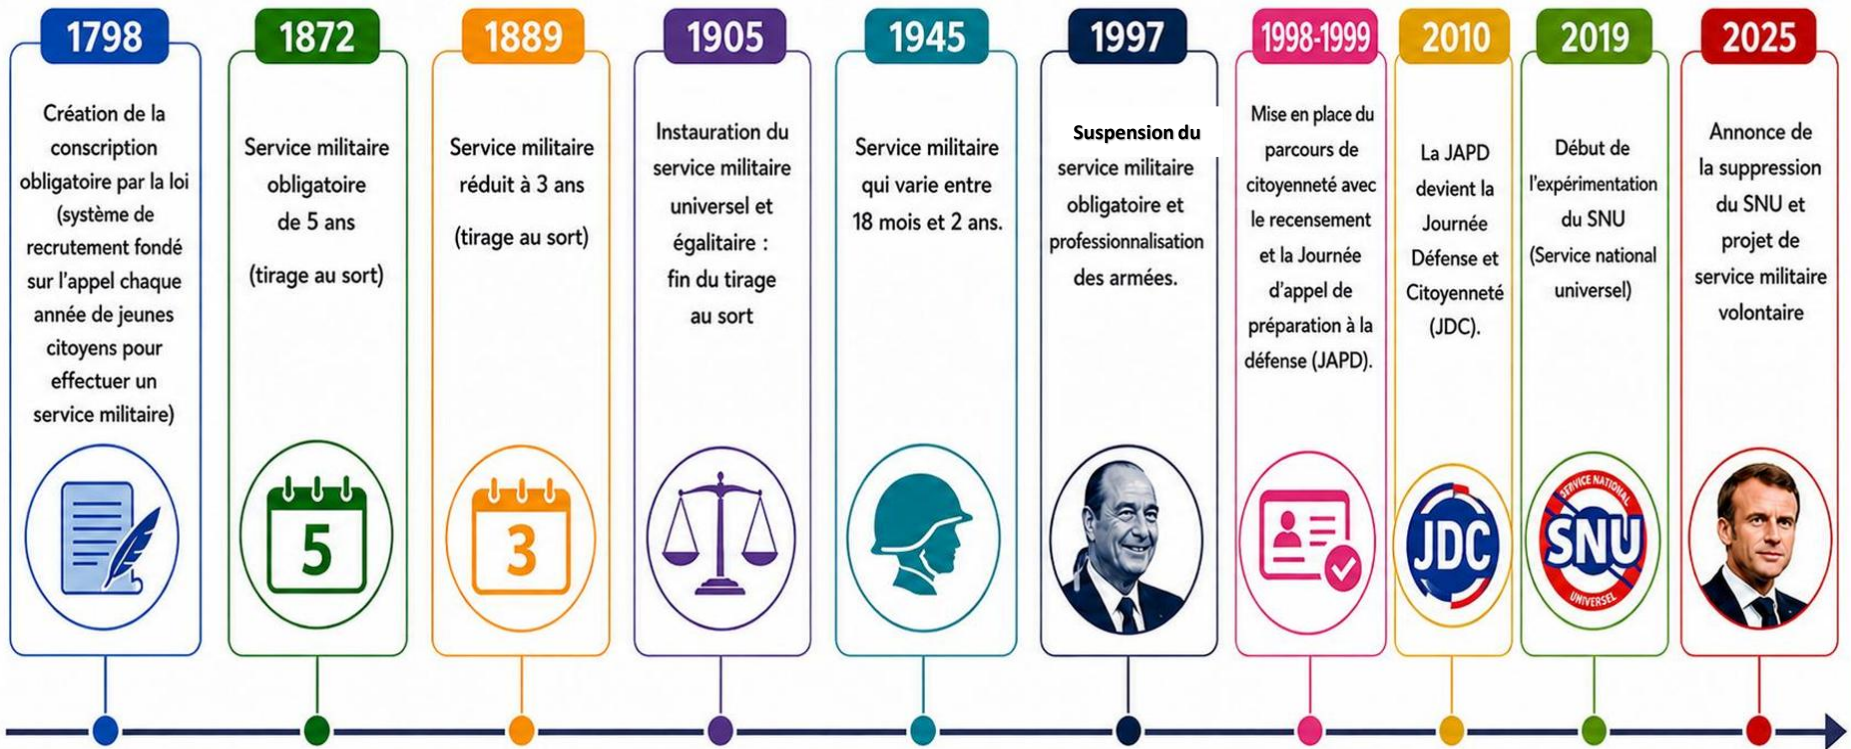 1798
Création de la
conscription
obligatoire par la loi
(système de
recrutement fondé
sur l'appel chaque
année de jeunes
citoyens pour
effectuer un
service militaire)
1872
Service militaire
obligatoire
de 5 ans
(tirage au sort)
5
1889
Service militaire
réduit à 3 ans
(tirage au sort)
3
1905
Instauration du
service militaire
universel et
égalitaire :
fin du tirage
au sort
1945
Service militaire
qui varie entre
18 mois et 2 ans.
1997
Suspension du
service militaire
obligatoire et
professionnalisation
des armées.
1998-1999
Mise en place du
parcours de
citoyenneté avec
le recensement
et la Journée
d'appel de
préparation à la
défense (JAPD).
2010
La JAPD
devient la
Journée
Défense et
Citoyenneté
(JDC).
JDC
2019
Début de
l'expérimentation
du SNU
(Service national
universel)
SERVICE NATIONAL
SNU
UNIVERSEL
2025
Annonce de
la suppression
du SNU et
projet de
service militaire
volontaire